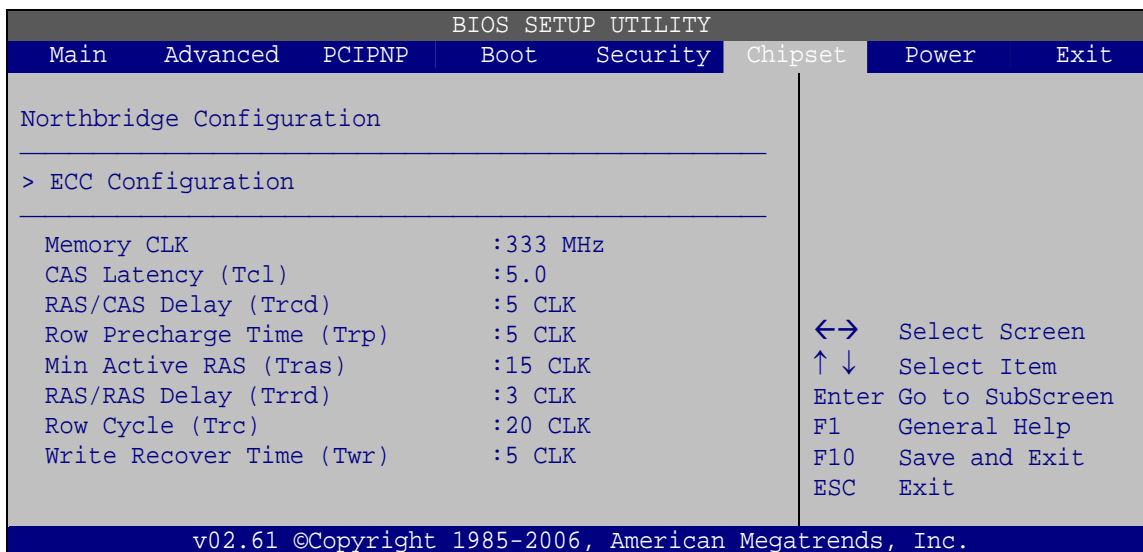 BIOS SETUP UTILITY
Main Advanced PCIPNP Boot Security Chipset Power Exit
Northbridge Configuration
> ECC Configuration
Memory CLK :333 MHz
CAS Latency (Tcl) :5.0
RAS/CAS Delay (Trcd) :5 CLK
Row Precharge Time (Trp) :5 CLK
Min Active RAS (Tras) :15 CLK
RAS/RAS Delay (Trrd) :3 CLK
Row Cycle (Trc) :20 CLK
Write Recover Time (Twr) :5 CLK
←→ Select Screen
↑↓ Select Item
Enter Go to SubScreen
F1 General Help
F10 Save and Exit
ESC Exit
v02.61 ©Copyright 1985-2006, American Megatrends, Inc.